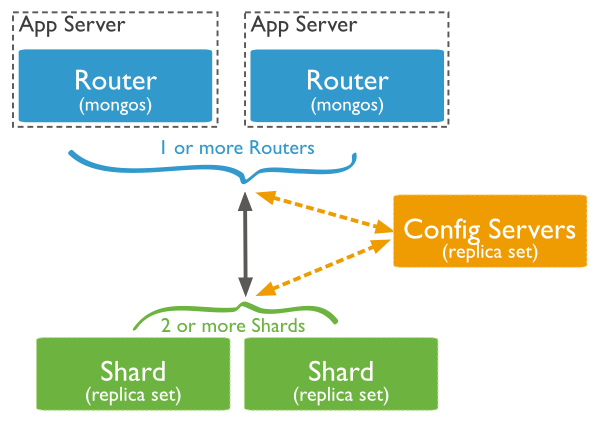 App Server
App Server
Router
(mongos)
Router
(mongos)
1 or more Routers
Config Servers
(replica set)
2 or more Shards
Shard
(replica set)
Shard
(replica set)